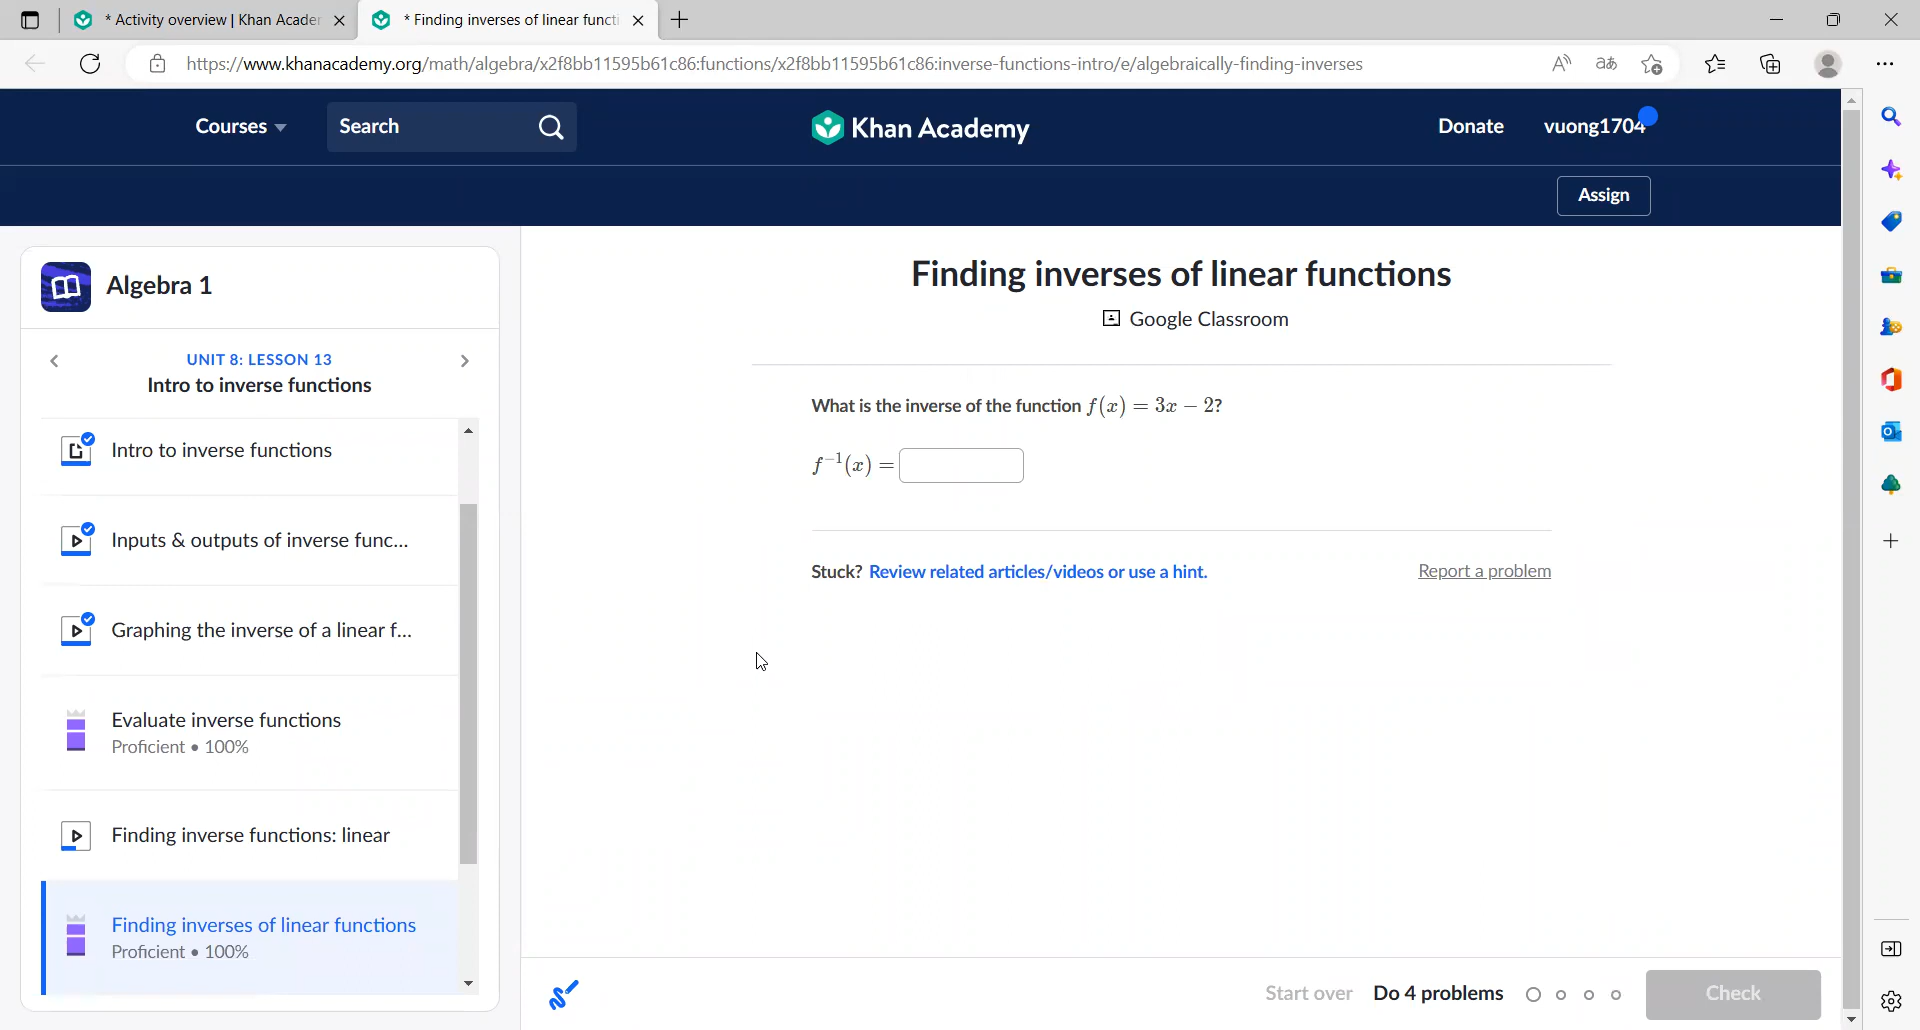 * Activity overview | Khan Acade
* Finding inverses of linear functi
https://www.khanacademy.org/math/algebra/x2f8bb11595b61c86:functions/x2f8bb11595b61c86:inverse-functions-intro/e/algebraically-finding-inverses
Courses
Search
Khan Academy
Donate
vuong1704
Assign
Algebra 1
UNIT 8: LESSON 13
Intro to inverse functions
Intro to inverse functions
Inputs & outputs of inverse func...
Graphing the inverse of a linear f...
Evaluate inverse functions
Proficient • 100%
Finding inverse functions: linear
Finding inverses of linear functions
Proficient • 100%
Finding inverses of linear functions
Google Classroom
What is the inverse of the function f(x) = 3x − 2?
f⁻¹(x) =
Stuck? Review related articles/videos or use a hint.
Report a problem
Start over
Do 4 problems
Check